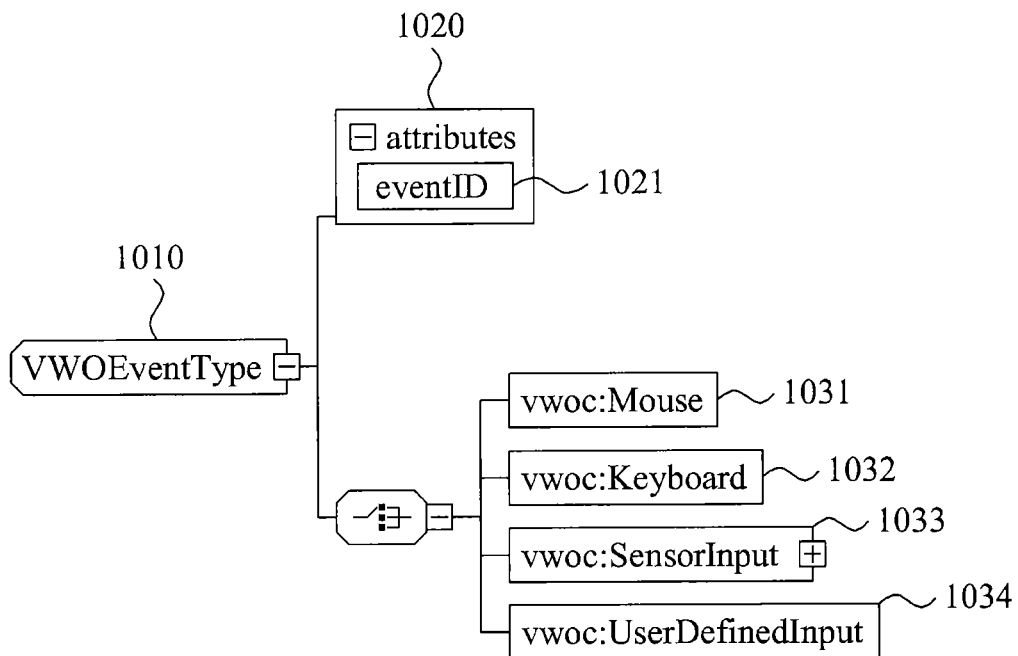 1020
attributes
eventID
1021
1010
VWOEventType
vwoc:Mouse
1031
vwoc:Keyboard
1032
1033
vwoc:SensorInput
1034
vwoc:UserDefinedInput